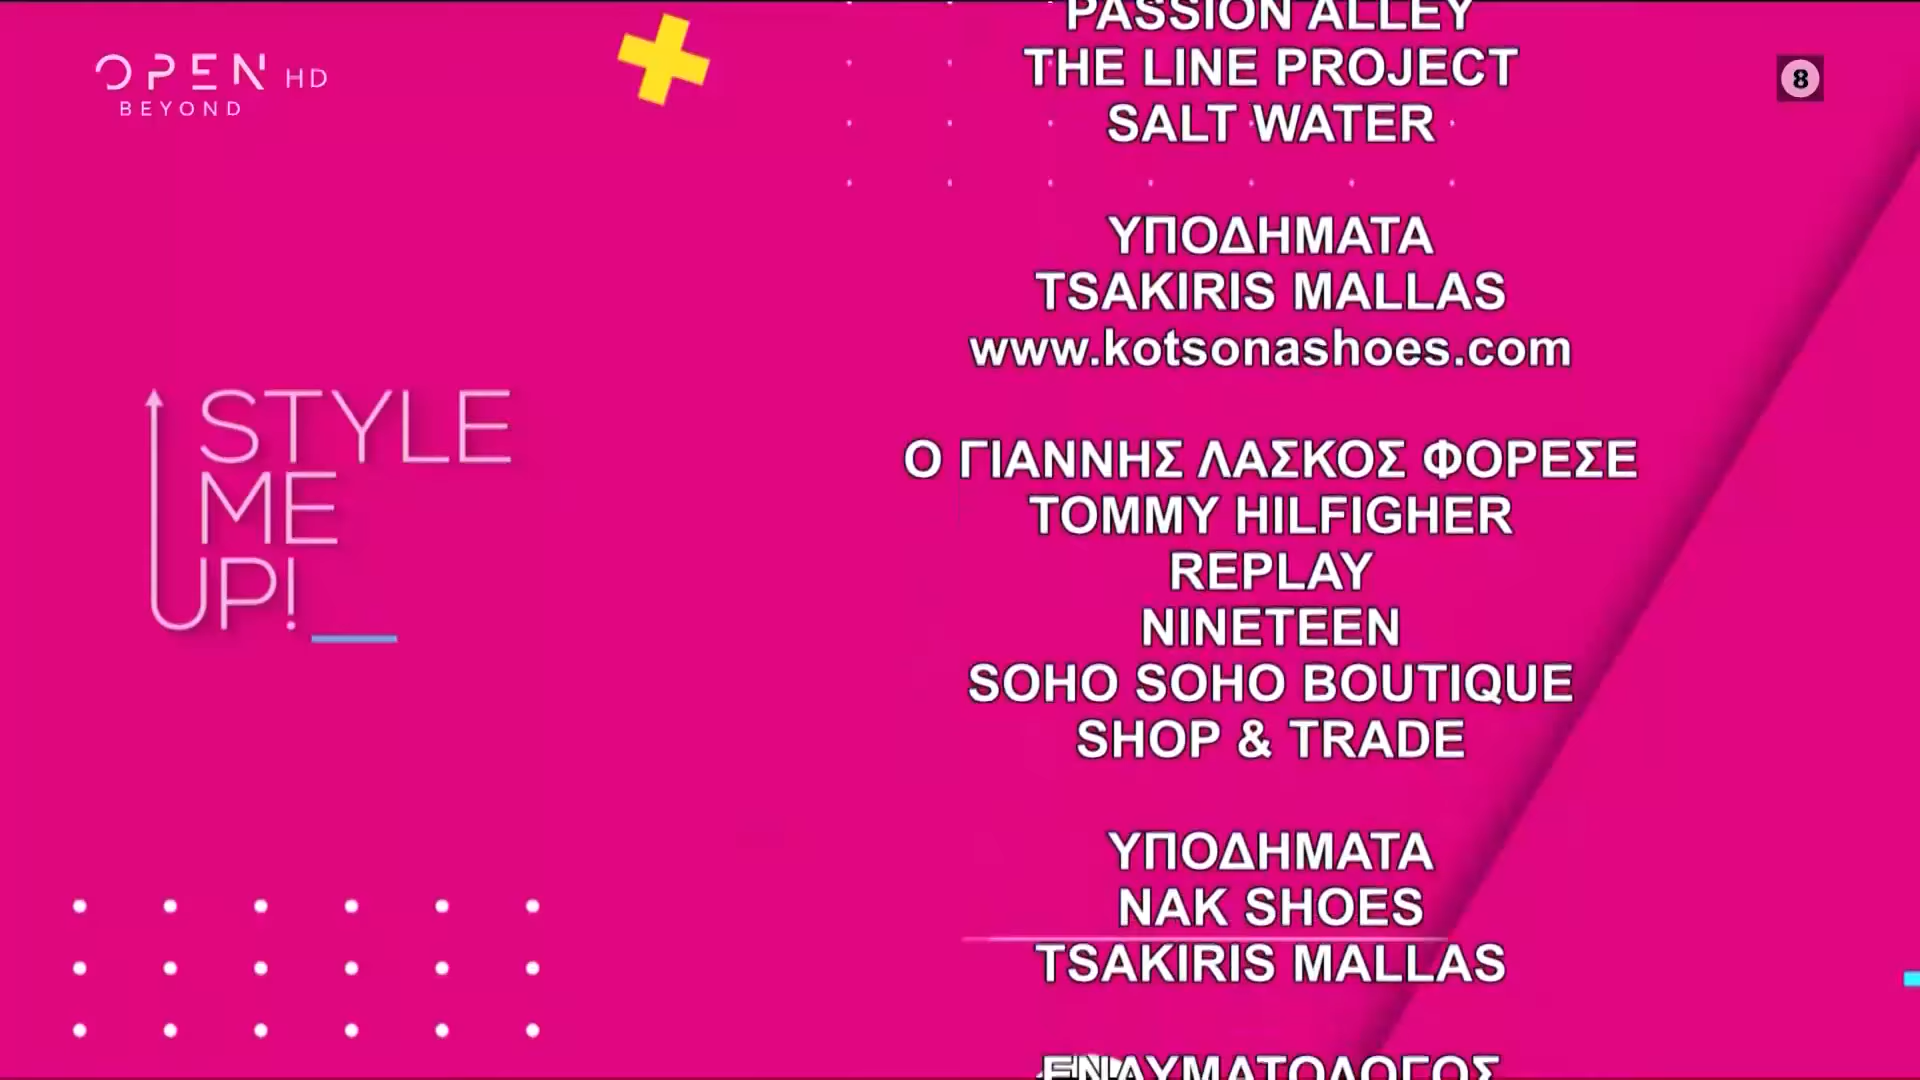 OPEN HD
BEYOND
8
STYLE
ME
UP!
PASSION ALLEY
THE LINE PROJECT
SALT WATER
ΥΠΟΔΗΜΑΤΑ
TSAKIRIS MALLAS
www.kotsonashoes.com
Ο ΓΙΑΝΝΗΣ ΛΑΣΚΟΣ ΦΟΡΕΣΕ
TOMMY HILFIGHER
REPLAY
NINETEEN
SOHO SOHO BOUTIQUE
SHOP & TRADE
ΥΠΟΔΗΜΑΤΑ
NAK SHOES
TSAKIRIS MALLAS
ΕΝΔΥΜΑΤΟΛΟΓΟΣ